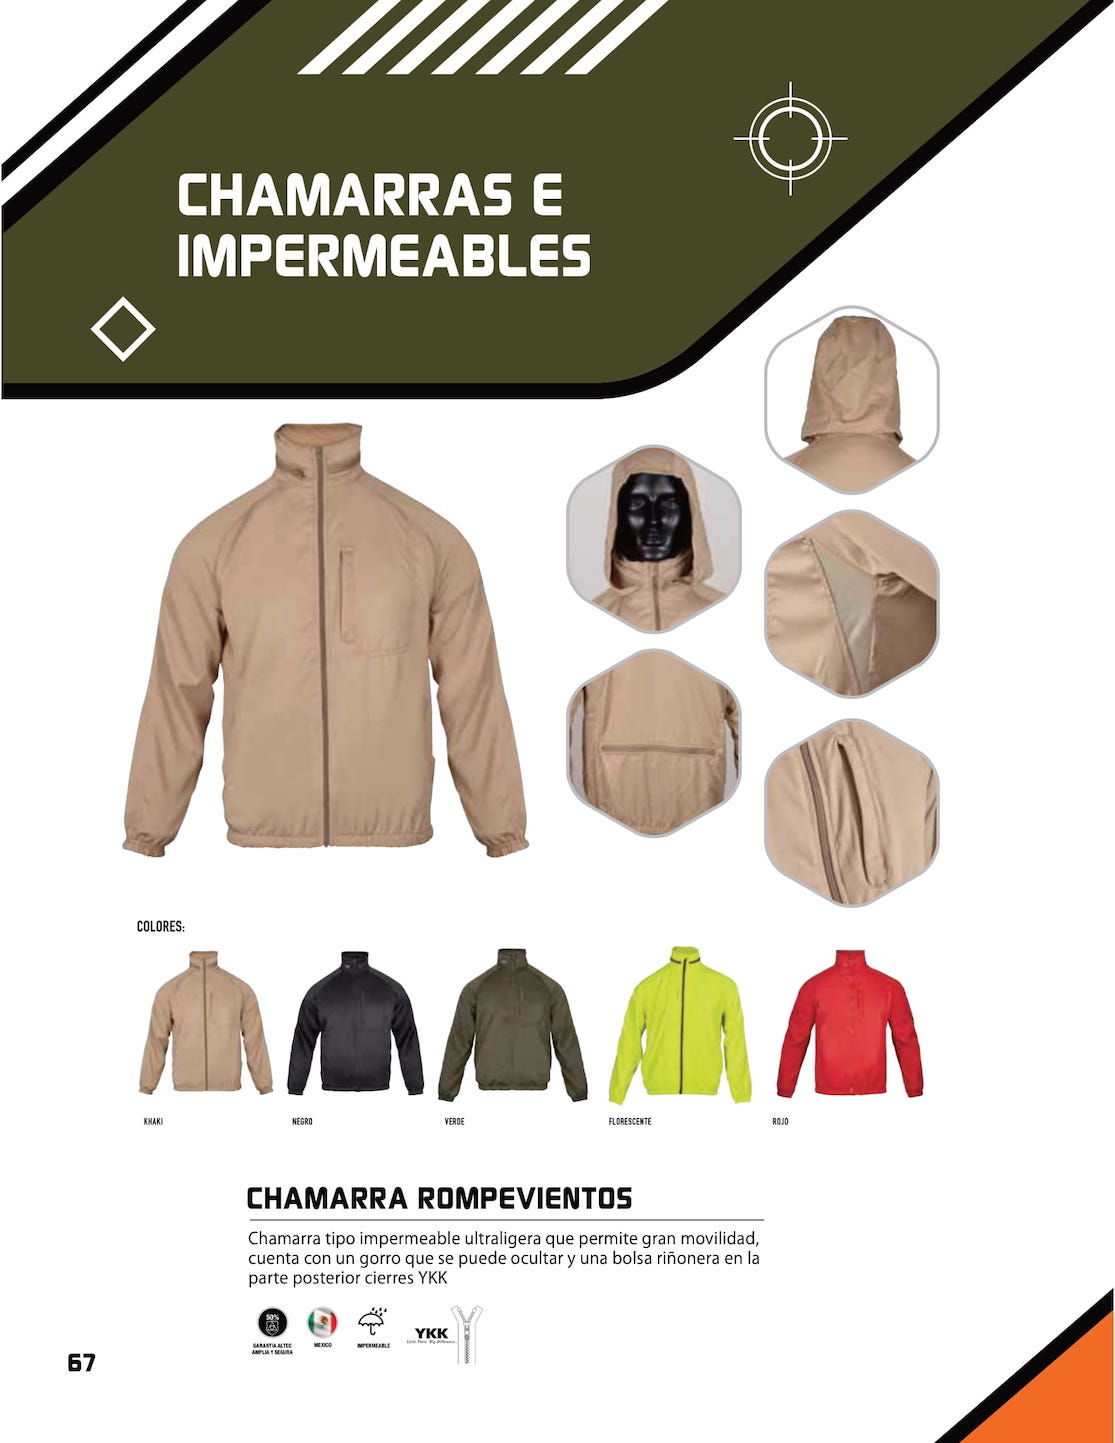 CHAMARRAS E
IMPERMEABLES
COLORES:
KHAKI
NEGRO
VERDE
FLORESCENTE
ROJO
CHAMARRA ROMPEVIENTOS
Chamarra tipo impermeable ultraligera que permite gran movilidad,
cuenta con un gorro que se puede ocultar y una bolsa riñonera en la
parte posterior cierres YKK
50%
GARANTIA ALTEC
AMPLIA Y SEGURA
MEXICO
IMPERMEABLE
YKK
Little Parts. Big Difference.
67